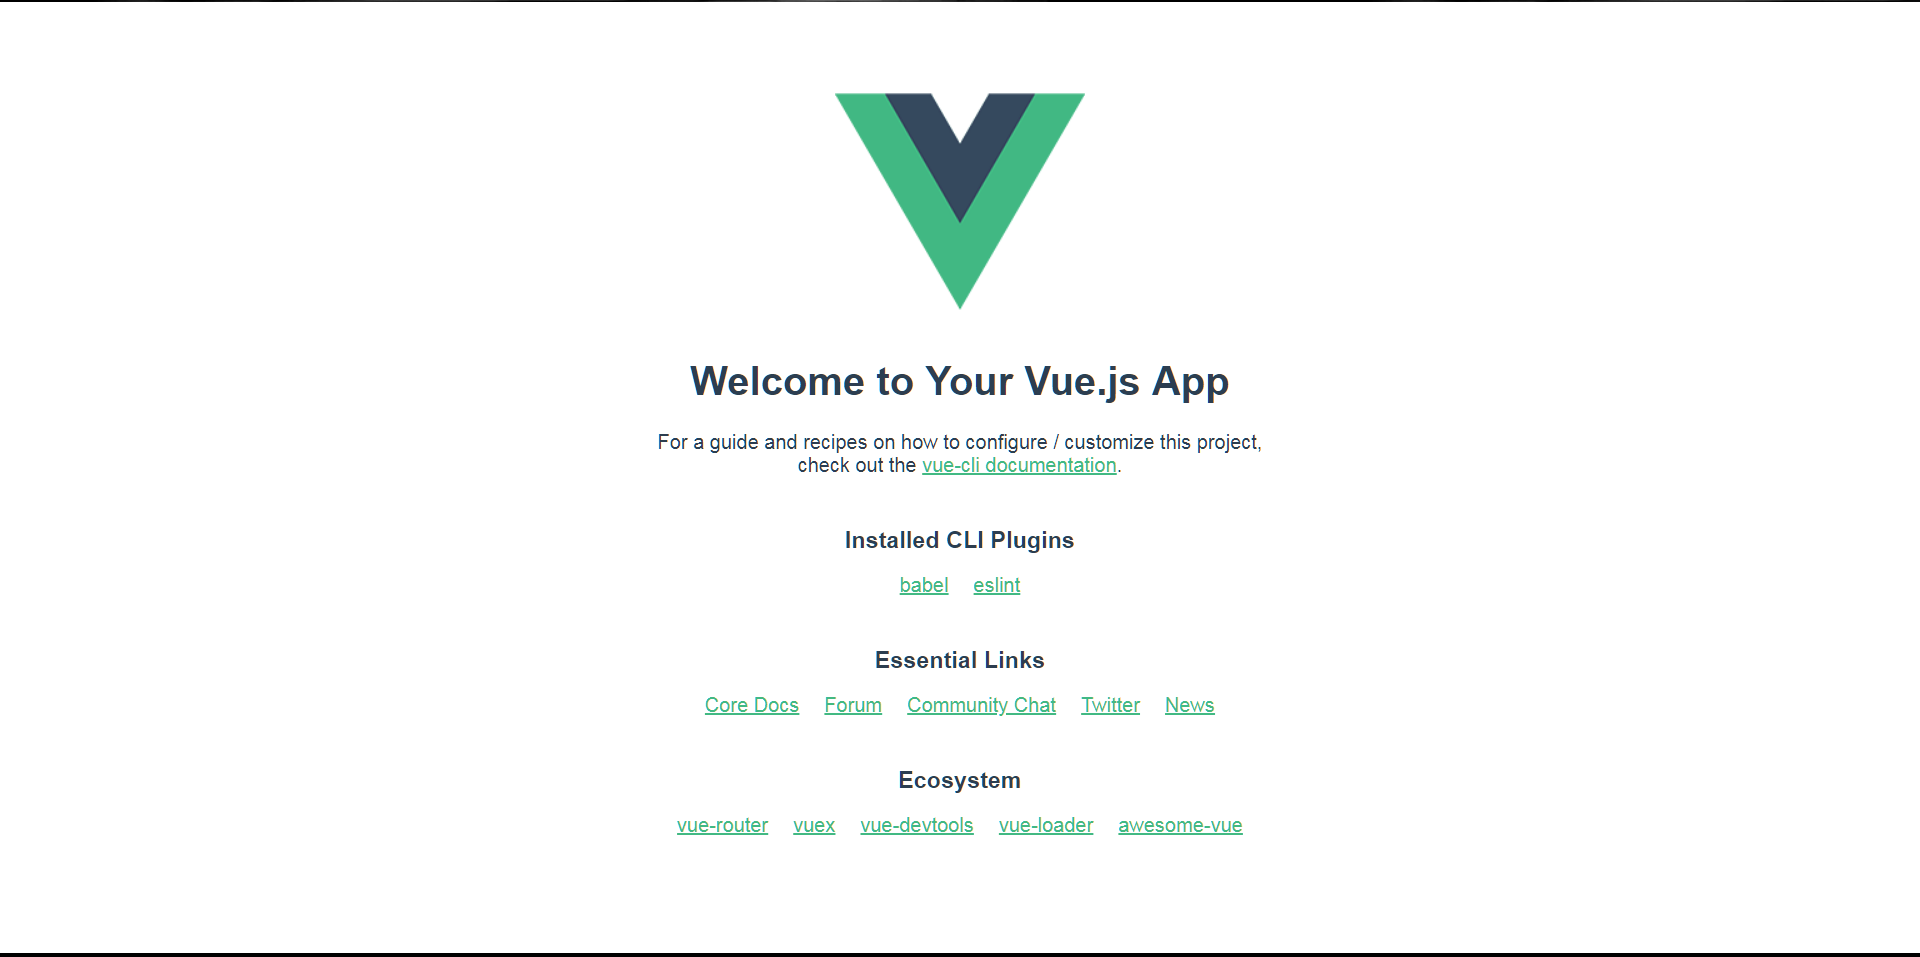 Welcome to Your Vue.js App
For a guide and recipes on how to configure / customize this project,
check out the vue-cli documentation.
Installed CLI Plugins
babel eslint
Essential Links
Core Docs Forum Community Chat Twitter News
Ecosystem
vue-router vuex vue-devtools vue-loader awesome-vue